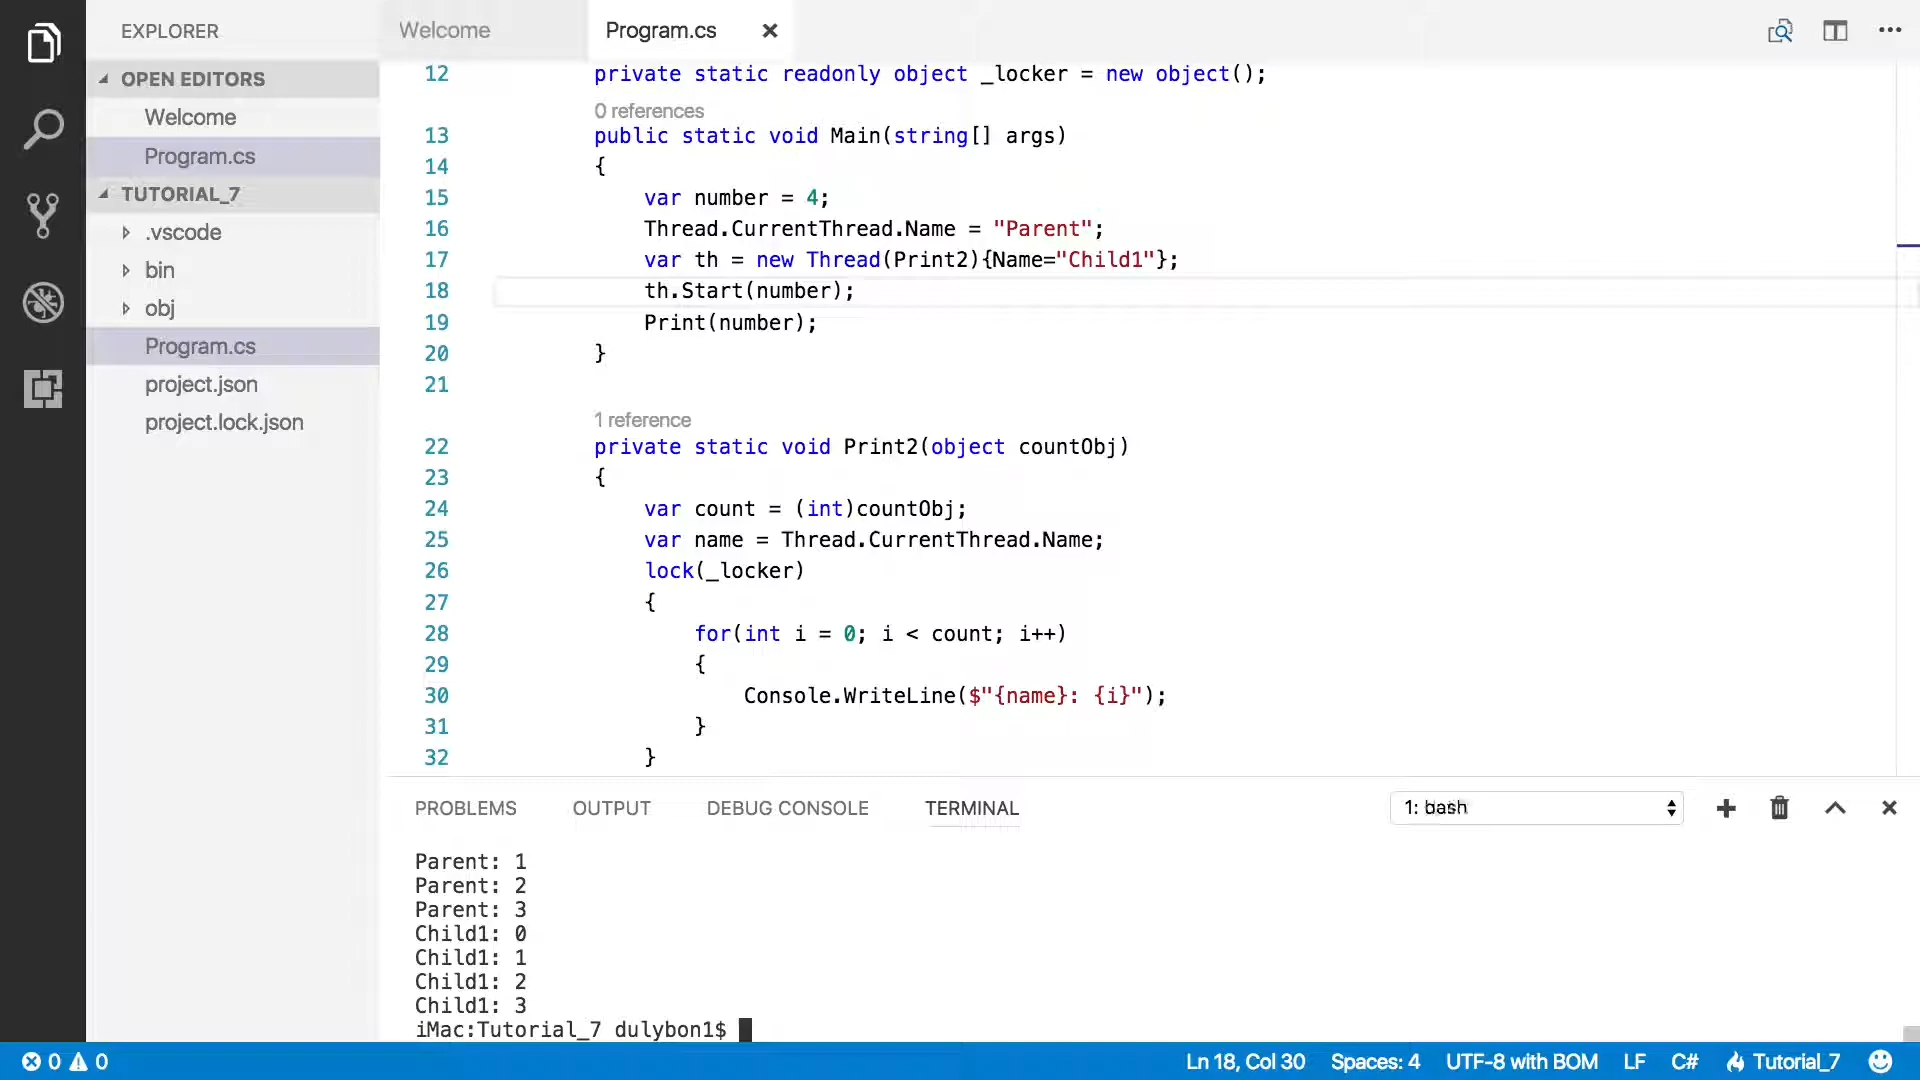 EXPLORER
OPEN EDITORS
Welcome
Program.cs
TUTORIAL_7
.vscode
bin
obj
Program.cs
project.json
project.lock.json
Welcome
Program.cs
12 private static readonly object _locker = new object();
0 references
13 public static void Main(string[] args)
14 {
15 var number = 4;
16 Thread.CurrentThread.Name = "Parent";
17 var th = new Thread(Print2){Name="Child1"};
18 th.Start(number);
19 Print(number);
20 }
21
1 reference
22 private static void Print2(object countObj)
23 {
24 var count = (int)countObj;
25 var name = Thread.CurrentThread.Name;
26 lock(_locker)
27 {
28 for(int i = 0; i < count; i++)
29 {
30 Console.WriteLine($"{name}: {i}");
31 }
32 }
PROBLEMS OUTPUT DEBUG CONSOLE TERMINAL 1: bash
Parent: 1
Parent: 2
Parent: 3
Child1: 0
Child1: 1
Child1: 2
Child1: 3
iMac:Tutorial_7 dulybon1$
0 0 Ln 18, Col 30 Spaces: 4 UTF-8 with BOM LF C# Tutorial_7